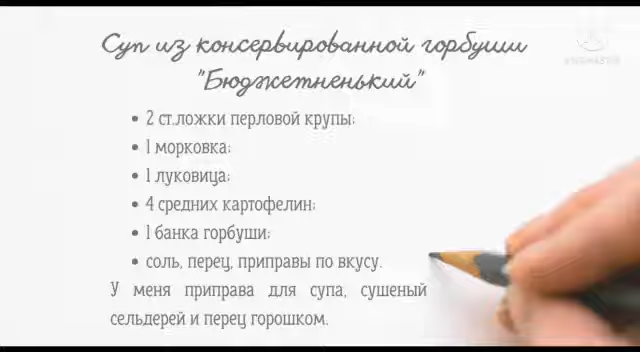 Суп из консервированной горбуши
"Бюджетненький"
• 2 ст.ложки перловой крупы;
• 1 морковка;
• 1 луковица;
• 4 средних картофелин;
• 1 банка горбуши;
• соль, перец, приправы по вкусу.
У меня приправа для супа, сушеный
сельдерей и перец горошком.